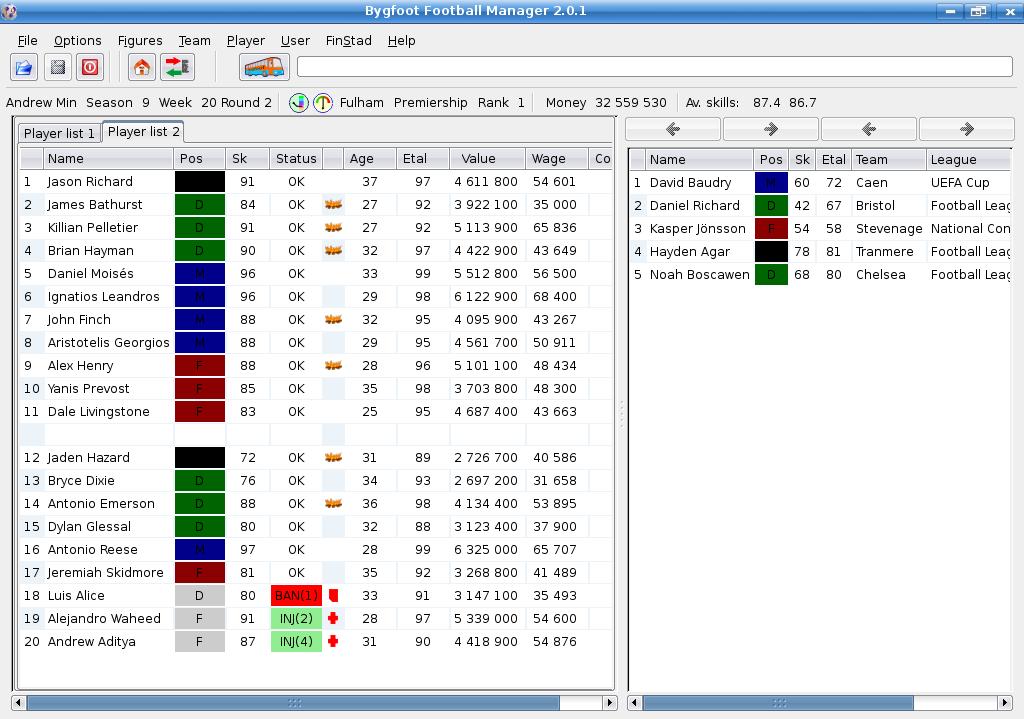 Bygfoot Football Manager 2.0.1
File Options Figures Team Player User FinStad Help
Andrew Min Season 9 Week 20 Round 2 Fulham Premiership Rank 1 Money 32 559 530 Av. skills: 87.4 86.7
Player list 1 Player list 2
Name Pos Sk Status Age Etal Value Wage Co
1 Jason Richard 91 OK 37 97 4 611 800 54 601
2 James Bathurst D 84 OK 27 92 3 922 100 35 000
3 Killian Pelletier D 91 OK 27 92 5 113 900 65 836
4 Brian Hayman D 90 OK 32 97 4 422 900 43 649
5 Daniel Moisés M 96 OK 33 99 5 512 800 56 500
6 Ignatios Leandros M 96 OK 29 98 6 122 900 68 400
7 John Finch M 88 OK 32 95 4 095 900 43 267
8 Aristotelis Georgios M 88 OK 29 95 4 561 700 50 911
9 Alex Henry F 88 OK 28 96 5 101 100 48 434
10 Yanis Prevost F 85 OK 35 98 3 703 800 48 300
11 Dale Livingstone F 83 OK 25 95 4 687 400 43 663
12 Jaden Hazard 72 OK 31 89 2 726 700 40 586
13 Bryce Dixie D 76 OK 34 93 2 697 200 31 658
14 Antonio Emerson D 88 OK 36 98 4 134 400 53 895
15 Dylan Glessal D 80 OK 32 88 3 123 400 37 900
16 Antonio Reese M 97 OK 28 99 6 325 000 65 707
17 Jeremiah Skidmore F 81 OK 35 92 3 268 800 41 489
18 Luis Alice D 80 BAN(1) 33 91 3 147 100 35 493
19 Alejandro Waheed F 91 INJ(2) 28 97 5 339 000 54 600
20 Andrew Aditya F 87 INJ(4) 31 90 4 418 900 54 876
Name Pos Sk Etal Team League
1 David Baudry M 60 72 Caen UEFA Cup
2 Daniel Richard D 42 67 Bristol Football Leag
3 Kasper Jönsson F 54 58 Stevenage National Con
4 Hayden Agar 78 81 Tranmere Football Leag
5 Noah Boscawen D 68 80 Chelsea Football Leag